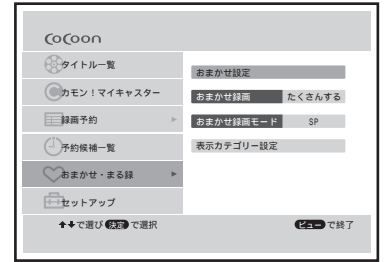 CoCoon
タイトル一覧
カモン！マイキャスター
録画予約
予約候補一覧
おまかせ・まる録
セットアップ
おまかせ設定
おまかせ録画 たくさんする
おまかせ録画モード SP
表示カテゴリー設定
で選び 決定 で選択
ビュー で終了